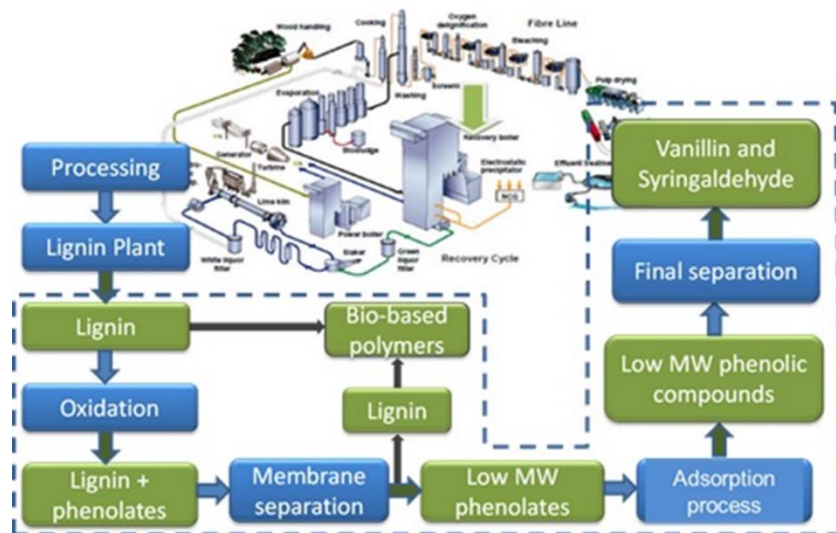 Wood handling
Cooking
Oxygen
delignification
Fibre Line
Bleaching
Pulp drying
Screens
Washing
Evaporation
Recovery boiler
Generator
Turbine
Electrostatic
precipitator
NCG
Effluent treatme
Lime kiln
Power boiler
White liquor
filter
Slaker
Green
liquor
filter
Recovery Cycle
Processing
Lignin Plant
Lignin
Oxidation
Lignin +
phenolates
Membrane
separation
Lignin
Bio-based
polymers
Low MW
phenolates
Adsorption
process
Low MW phenolic
compounds
Final separation
Vanillin and
Syringaldehyde